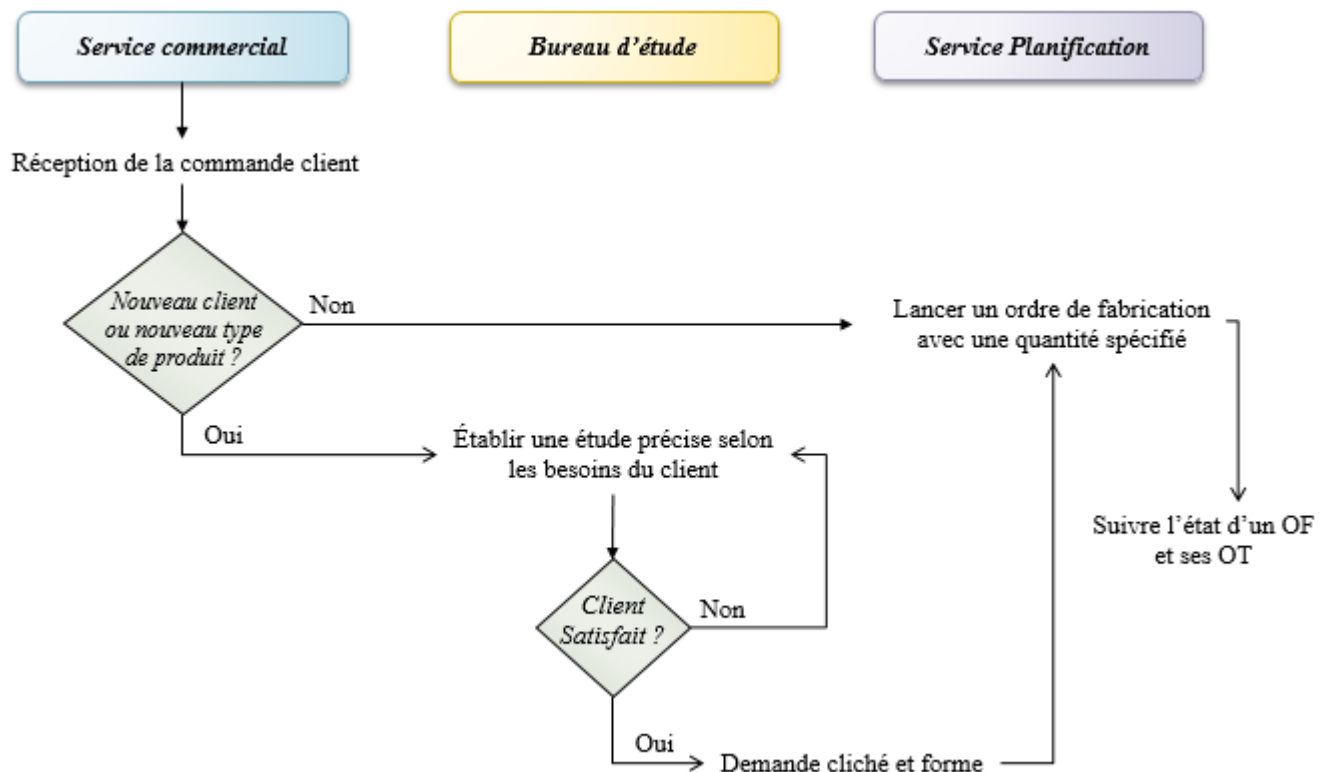 Service commercial
Bureau d'étude
Service Planification
Réception de la commande client
Nouveau client
ou nouveau type
de produit ?
Non
Lancer un ordre de fabrication
avec une quantité spécifié
Oui
Établir une étude précise selon
les besoins du client
Suivre l'état d'un OF
et ses OT
Client
Satisfait ?
Non
Oui
Demande cliché et forme